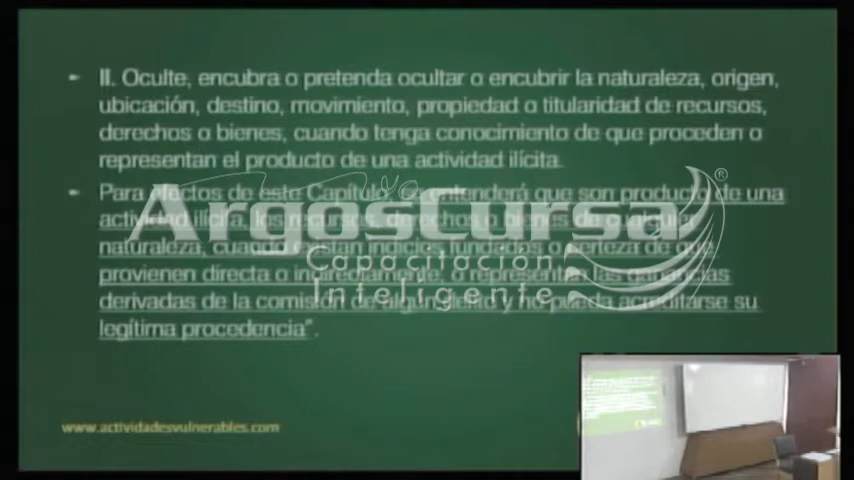 II. Oculte, encubra o pretenda ocultar o encubrir la naturaleza, origen,
ubicación, destino, movimiento, propiedad o titularidad de recursos,
derechos o bienes, cuando tenga conocimiento de que proceden o
representan el producto de una actividad ilícita.
Para efectos de este Capítulo, se entenderá que son producto de una
actividad ilícita, los recursos, derechos o bienes de cualquier
naturaleza, cuando existan indicios fundados o certeza de que
provienen directa o indirectamente, o representan las ganancias
derivadas de la comisión de algún delito y no pueda acreditarse su
legítima procedencia".
ArgosCursa ®
Capacitación
Inteligente
www.actividadesvulnerables.com